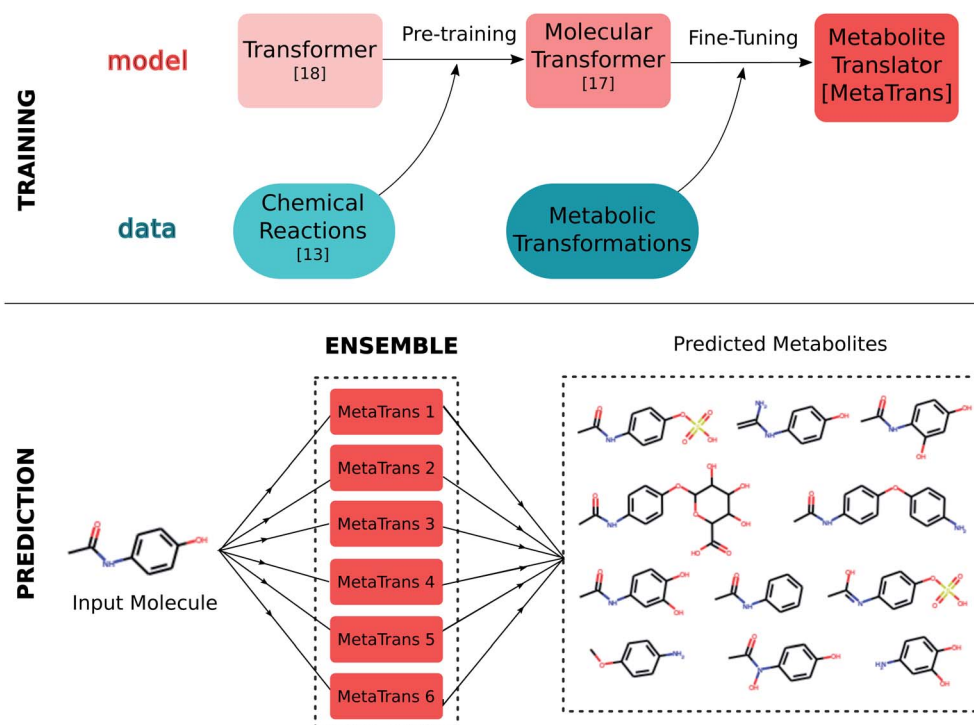 TRAINING
model
Transformer
[18]
Pre-training
Molecular
Transformer
[17]
Fine-Tuning
Metabolite
Translator
[MetaTrans]
data
Chemical
Reactions
[13]
Metabolic
Transformations
PREDICTION
ENSEMBLE
Predicted Metabolites
MetaTrans 1
MetaTrans 2
MetaTrans 3
MetaTrans 4
MetaTrans 5
MetaTrans 6
O
OH
NH
Input Molecule